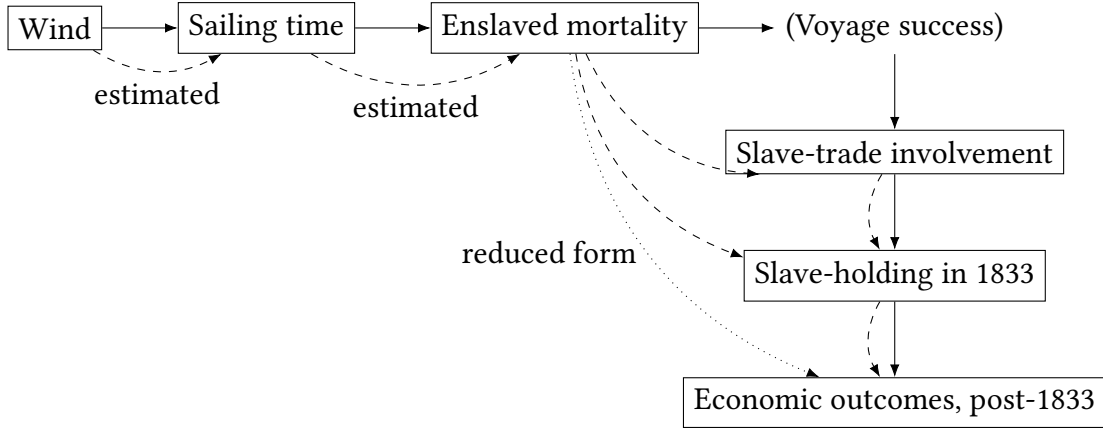 Wind
Sailing time
Enslaved mortality
(Voyage success)
estimated
estimated
Slave-trade involvement
reduced form
Slave-holding in 1833
Economic outcomes, post-1833